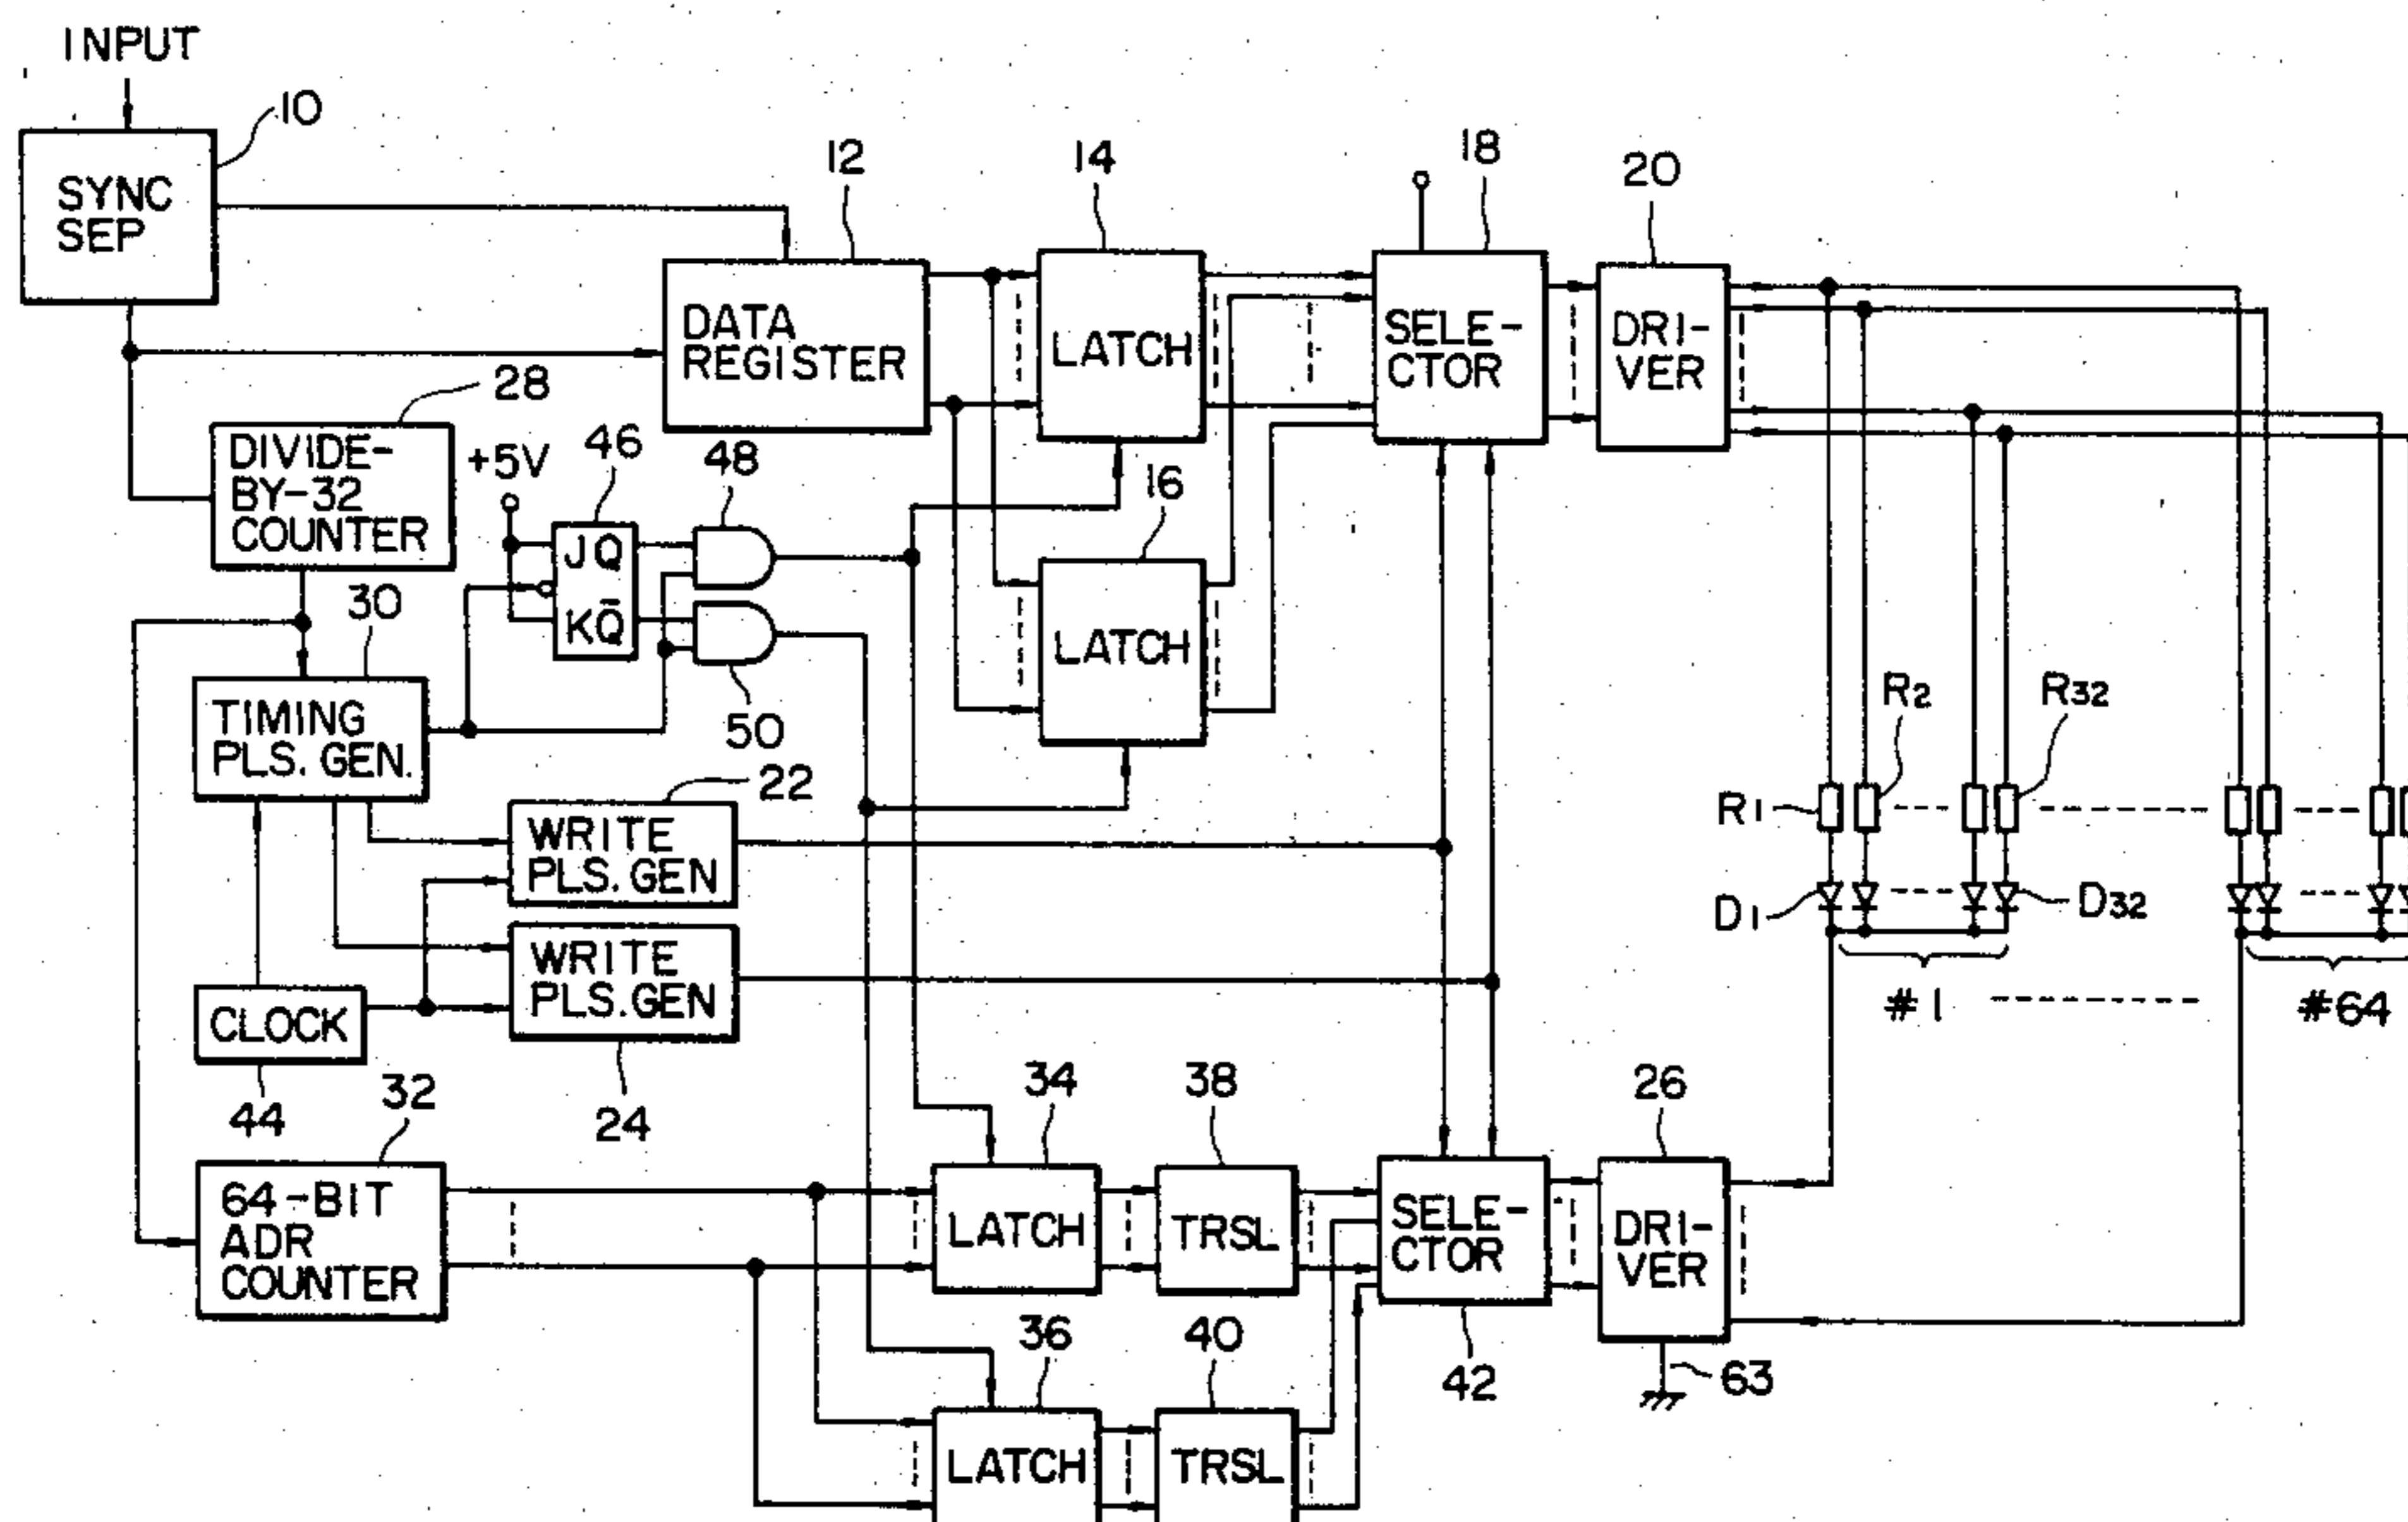 INPUT
10
SYNC
SEP
12
14
18
20
DATA
REGISTER
LATCH
SELE-
CTOR
DRI-
VER
28
DIVIDE-
BY-32
COUNTER
+5V
46
48
16
J Q
K Q̄
LATCH
30
TIMING
PLS. GEN.
50
22
R2
R32
R1
WRITE
PLS. GEN
D1
D32
WRITE
PLS. GEN
CLOCK
#1
#64
44
32
24
34
38
26
64-BIT
ADR
COUNTER
LATCH
TRSL
SELE-
CTOR
DRI-
VER
36
40
42
63
LATCH
TRSL